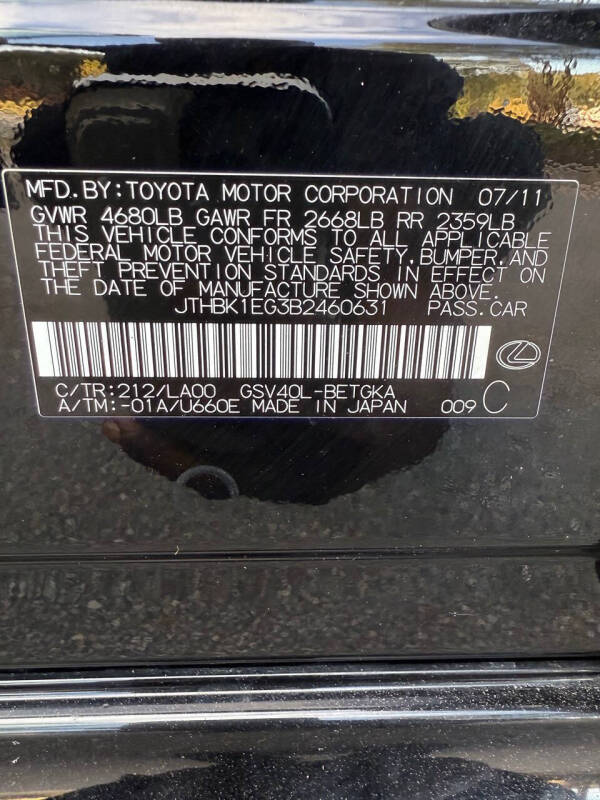 MFD.BY:TOYOTA MOTOR CORPORATION 07/11
GVWR 4680LB GAWR FR 2668LB RR 2359LB
THIS VEHICLE CONFORMS TO ALL APPLICABLE
FEDERAL MOTOR VEHICLE SAFETY,BUMPER,AND
THEFT PREVENTION STANDARDS IN EFFECT ON
THE DATE OF MANUFACTURE SHOWN ABOVE.
JTHBK1EG3B2460631 PASS.CAR
C/TR:212/LA00 GSV40L-BETGKA
A/TM:-01A/U660E MADE IN JAPAN 009 C